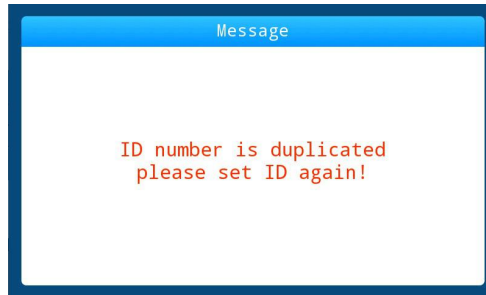 Message
ID number is duplicated
please set ID again!